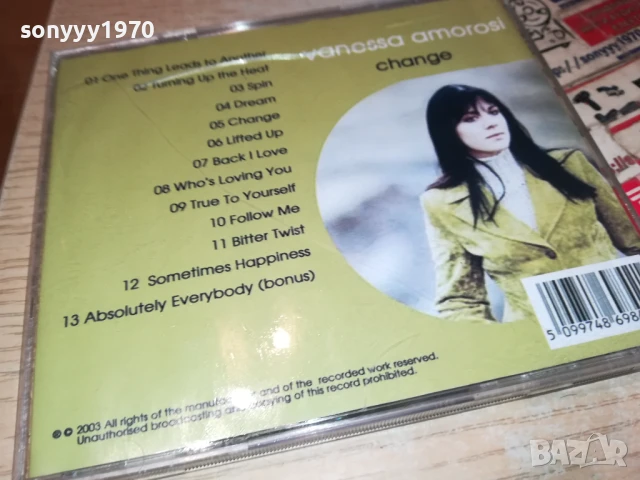 sonyyy1970
vanessa amorosi
change
01 One Thing Leads to Another
02 Turning Up the Heat
03 Spin
04 Dream
05 Change
06 Lifted Up
07 Back I Love
08 Who's Loving You
09 True To Yourself
10 Follow Me
11 Bitter Twist
12 Sometimes Happiness
13 Absolutely Everybody (bonus)
5 099748 698
℗ © 2003 All rights of the manufacturer and of the recorded work reserved.
Unauthorised broadcasting and copying of this record prohibited.
BAZAR
bg